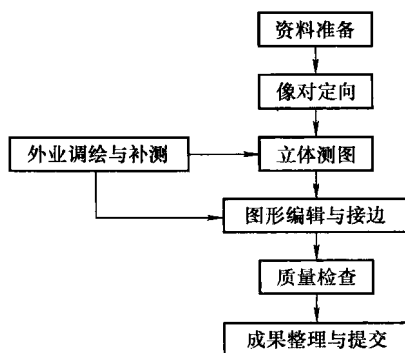 资料准备
像对定向
外业调绘与补测
立体测图
图形编辑与接边
质量检查
成果整理与提交